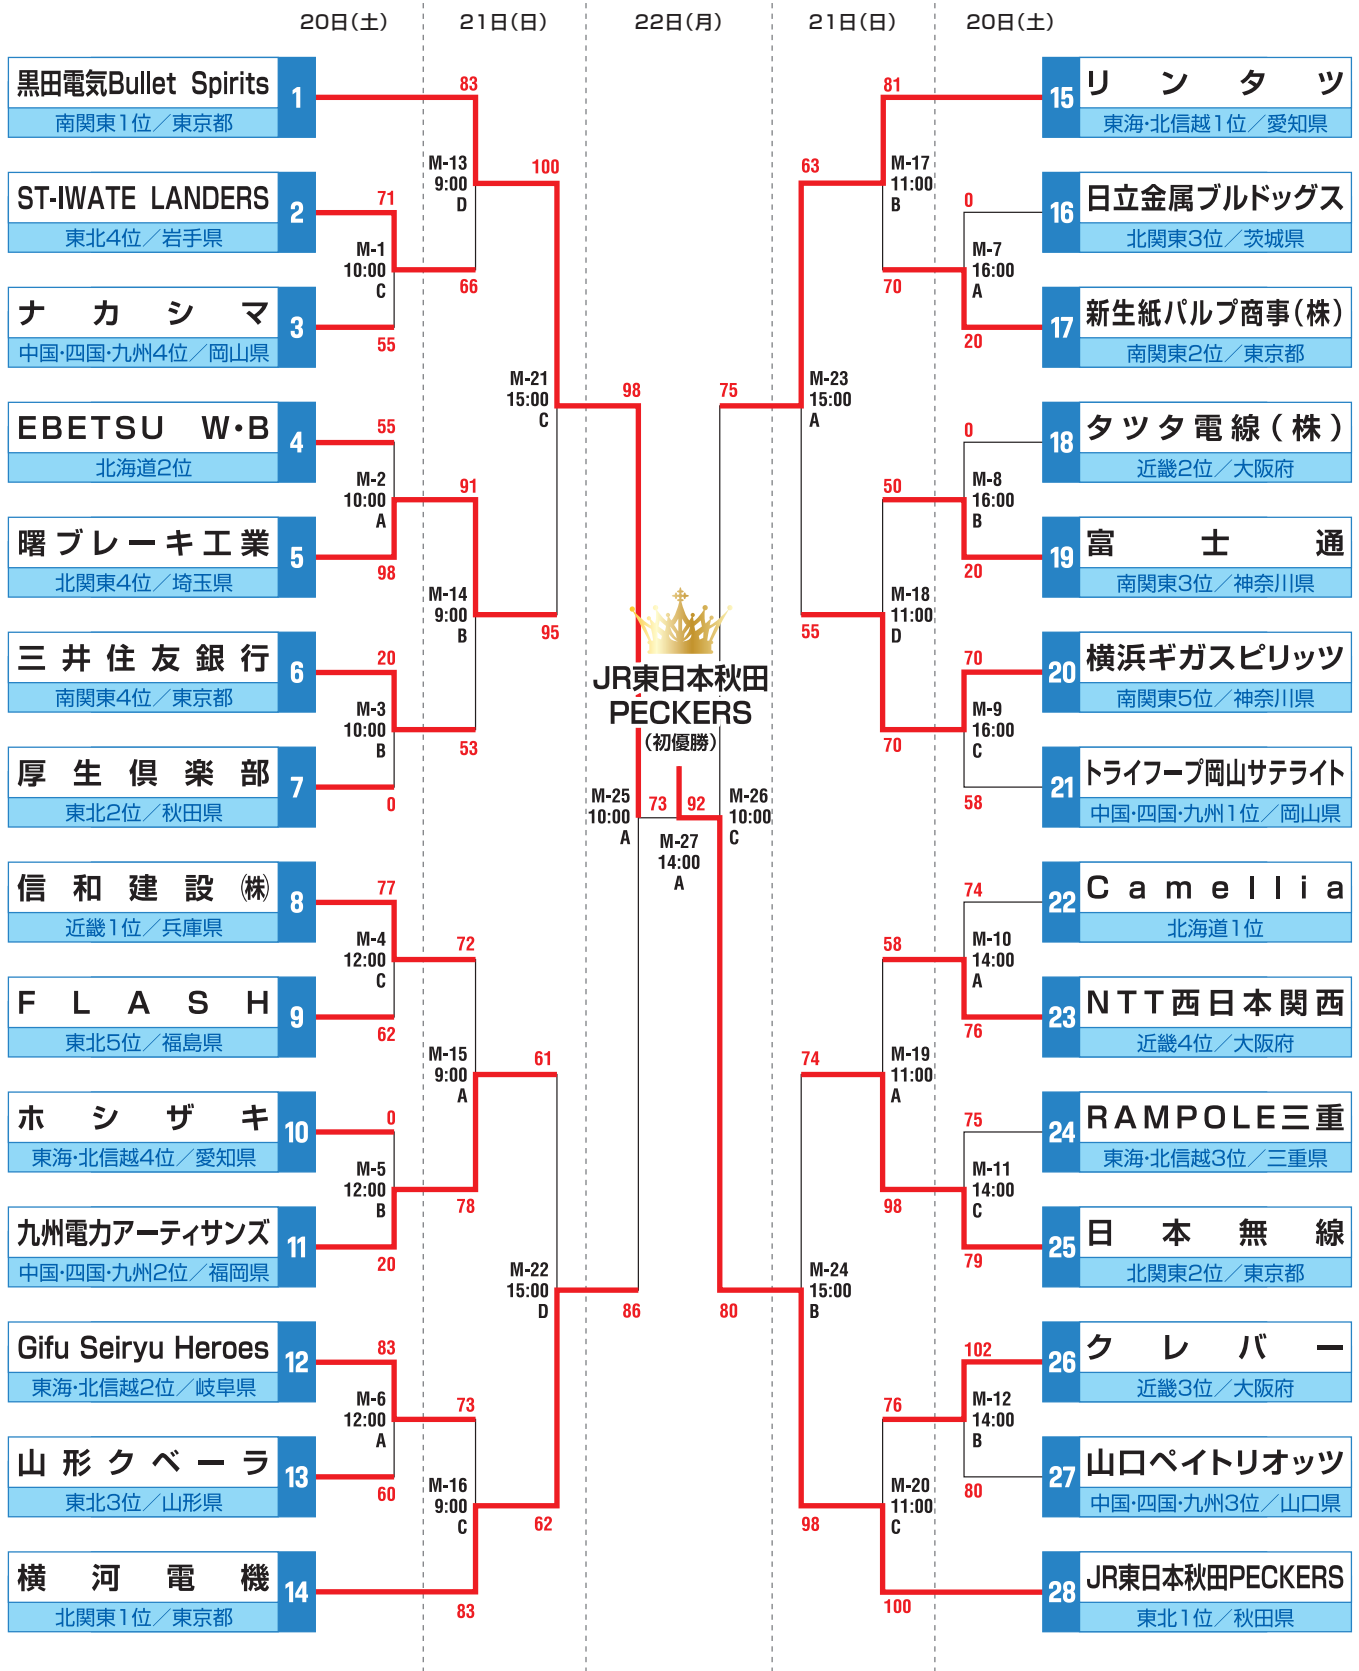 20日(土)
21日(日)
22日(月)
21日(日)
20日(土)
黒田電気Bullet Spirits
南関東1位／東京都
1
83
ST-IWATE LANDERS
東北4位／岩手県
2
71
M-1
10:00
C
M-13
9:00
D
100
66
ナカシマ
中国・四国・九州4位／岡山県
3
55
M-21
15:00
C
98
EBETSU W・B
北海道2位
4
55
M-2
10:00
A
91
曙ブレーキ工業
北関東4位／埼玉県
5
98
M-14
9:00
B
95
三井住友銀行
南関東4位／東京都
6
20
M-3
10:00
B
53
厚生倶楽部
東北2位／秋田県
7
0
信和建設㈱
近畿1位／兵庫県
8
77
M-4
12:00
C
72
FLASH
東北5位／福島県
9
62
M-15
9:00
A
61
ホシザキ
東海・北信越4位／愛知県
10
0
M-5
12:00
B
78
九州電力アーティサンズ
中国・四国・九州2位／福岡県
11
20
M-22
15:00
D
86
Gifu Seiryu Heroes
東海・北信越2位／岐阜県
12
83
M-6
12:00
A
73
山形クベーラ
東北3位／山形県
13
60
M-16
9:00
C
62
横河電機
北関東1位／東京都
14
83
JR東日本秋田
PECKERS
(初優勝)
M-25
10:00
A
73
92
M-27
14:00
A
M-26
10:00
C
81
15
リンタツ
東海・北信越1位／愛知県
63
M-17
11:00
B
0
16
日立金属ブルドッグス
北関東3位／茨城県
M-7
16:00
A
70
20
17
新生紙パルプ商事(株)
南関東2位／東京都
75
M-23
15:00
A
0
18
タツタ電線(株)
近畿2位／大阪府
M-8
16:00
B
50
20
19
富士通
南関東3位／神奈川県
M-18
11:00
D
55
70
20
横浜ギガスピリッツ
南関東5位／神奈川県
M-9
16:00
C
70
58
21
トライフープ岡山サテライト
中国・四国・九州1位／岡山県
74
22
Camellia
北海道1位
M-10
14:00
A
58
76
23
NTT西日本関西
近畿4位／大阪府
74
M-19
11:00
A
75
24
RAMPOLE三重
東海・北信越3位／三重県
M-11
14:00
C
98
79
25
日本無線
北関東2位／東京都
80
M-24
15:00
B
102
26
クレバー
近畿3位／大阪府
M-12
14:00
B
76
80
27
山口ペイトリオッツ
中国・四国・九州3位／山口県
98
M-20
11:00
C
100
28
JR東日本秋田PECKERS
東北1位／秋田県